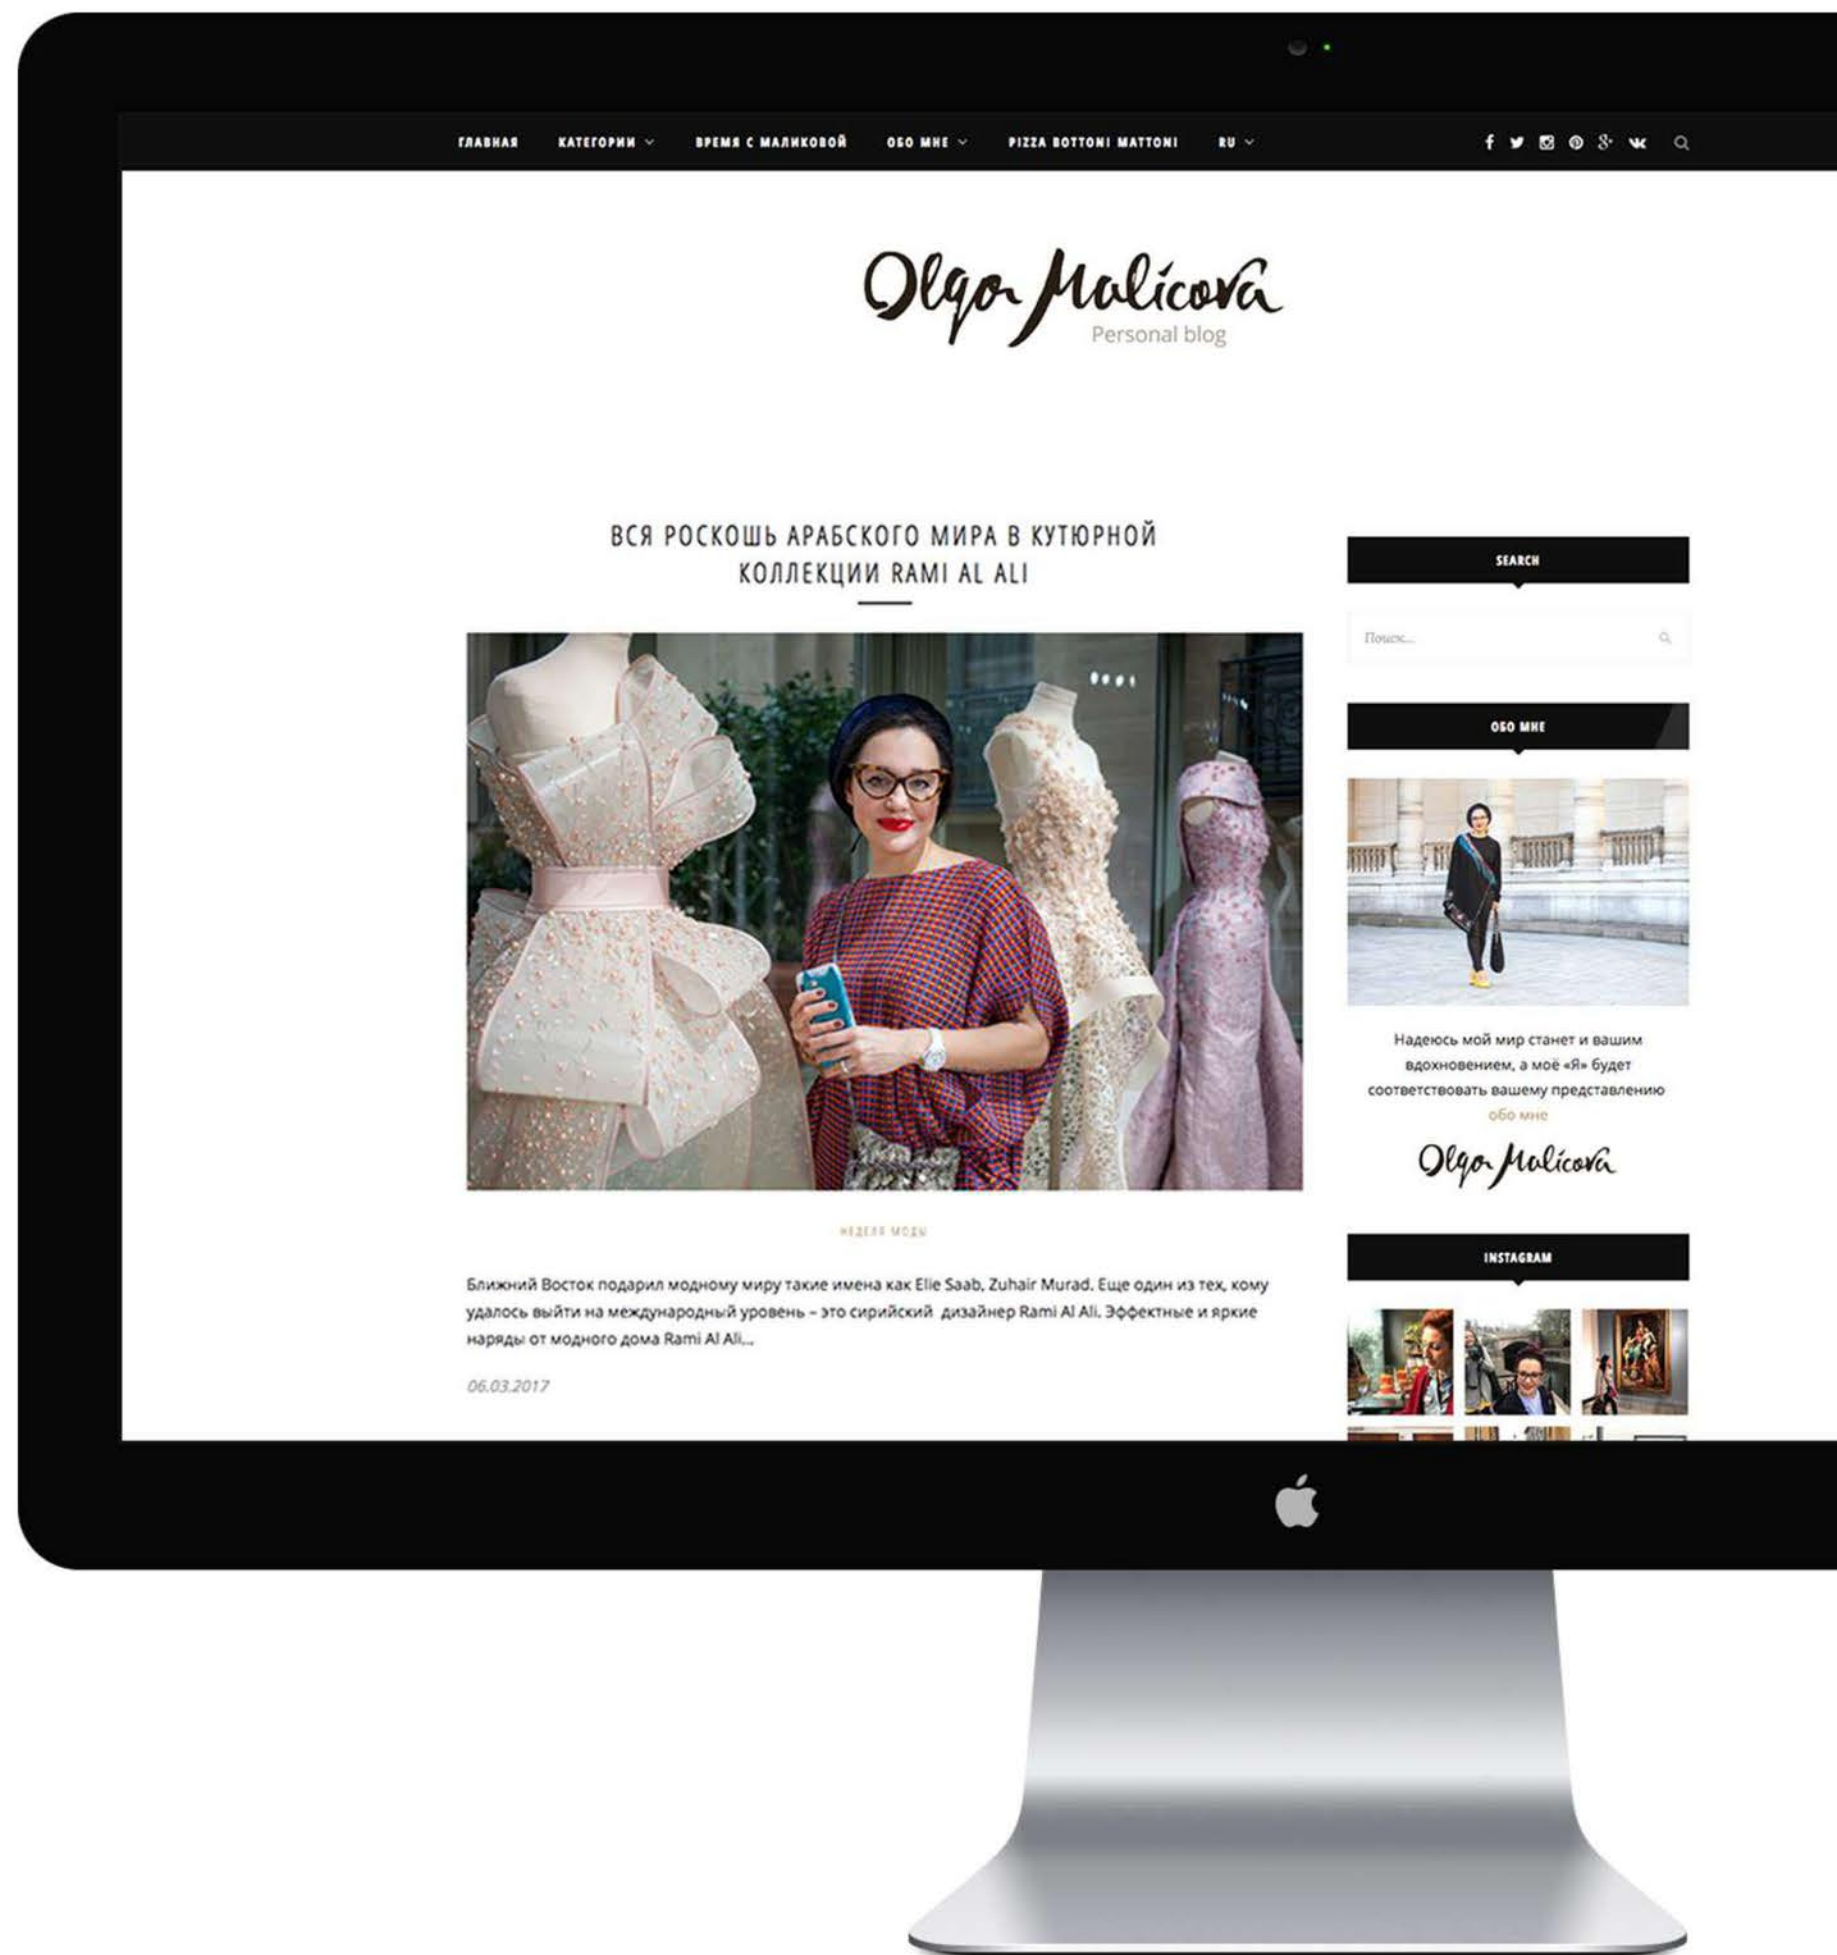 ГЛАВНАЯ КАТЕГОРИИ ВРЕМЯ С МАЛИКОВОЙ ОБО МНЕ PIZZA BOTTONI MATTONI RU
Olga Malicova
Personal blog
ВСЯ РОСКОШЬ АРАБСКОГО МИРА В КУТЮРНОЙ
КОЛЛЕКЦИИ RAMI AL ALI
НЕДЕЛЯ МОДЫ
Ближний Восток подарил модному миру такие имена как Elie Saab, Zuhair Murad. Еще один из тех, кому
удалось выйти на международный уровень – это сирийский дизайнер Rami Al Ali. Эффектные и яркие
наряды от модного дома Rami Al Ali...
06.03.2017
SEARCH
Поиск...
ОБО МНЕ
Надеюсь мой мир станет и вашим
вдохновением, а моё «Я» будет
соответствовать вашему представлению
обо мне
Olga Malicova
INSTAGRAM